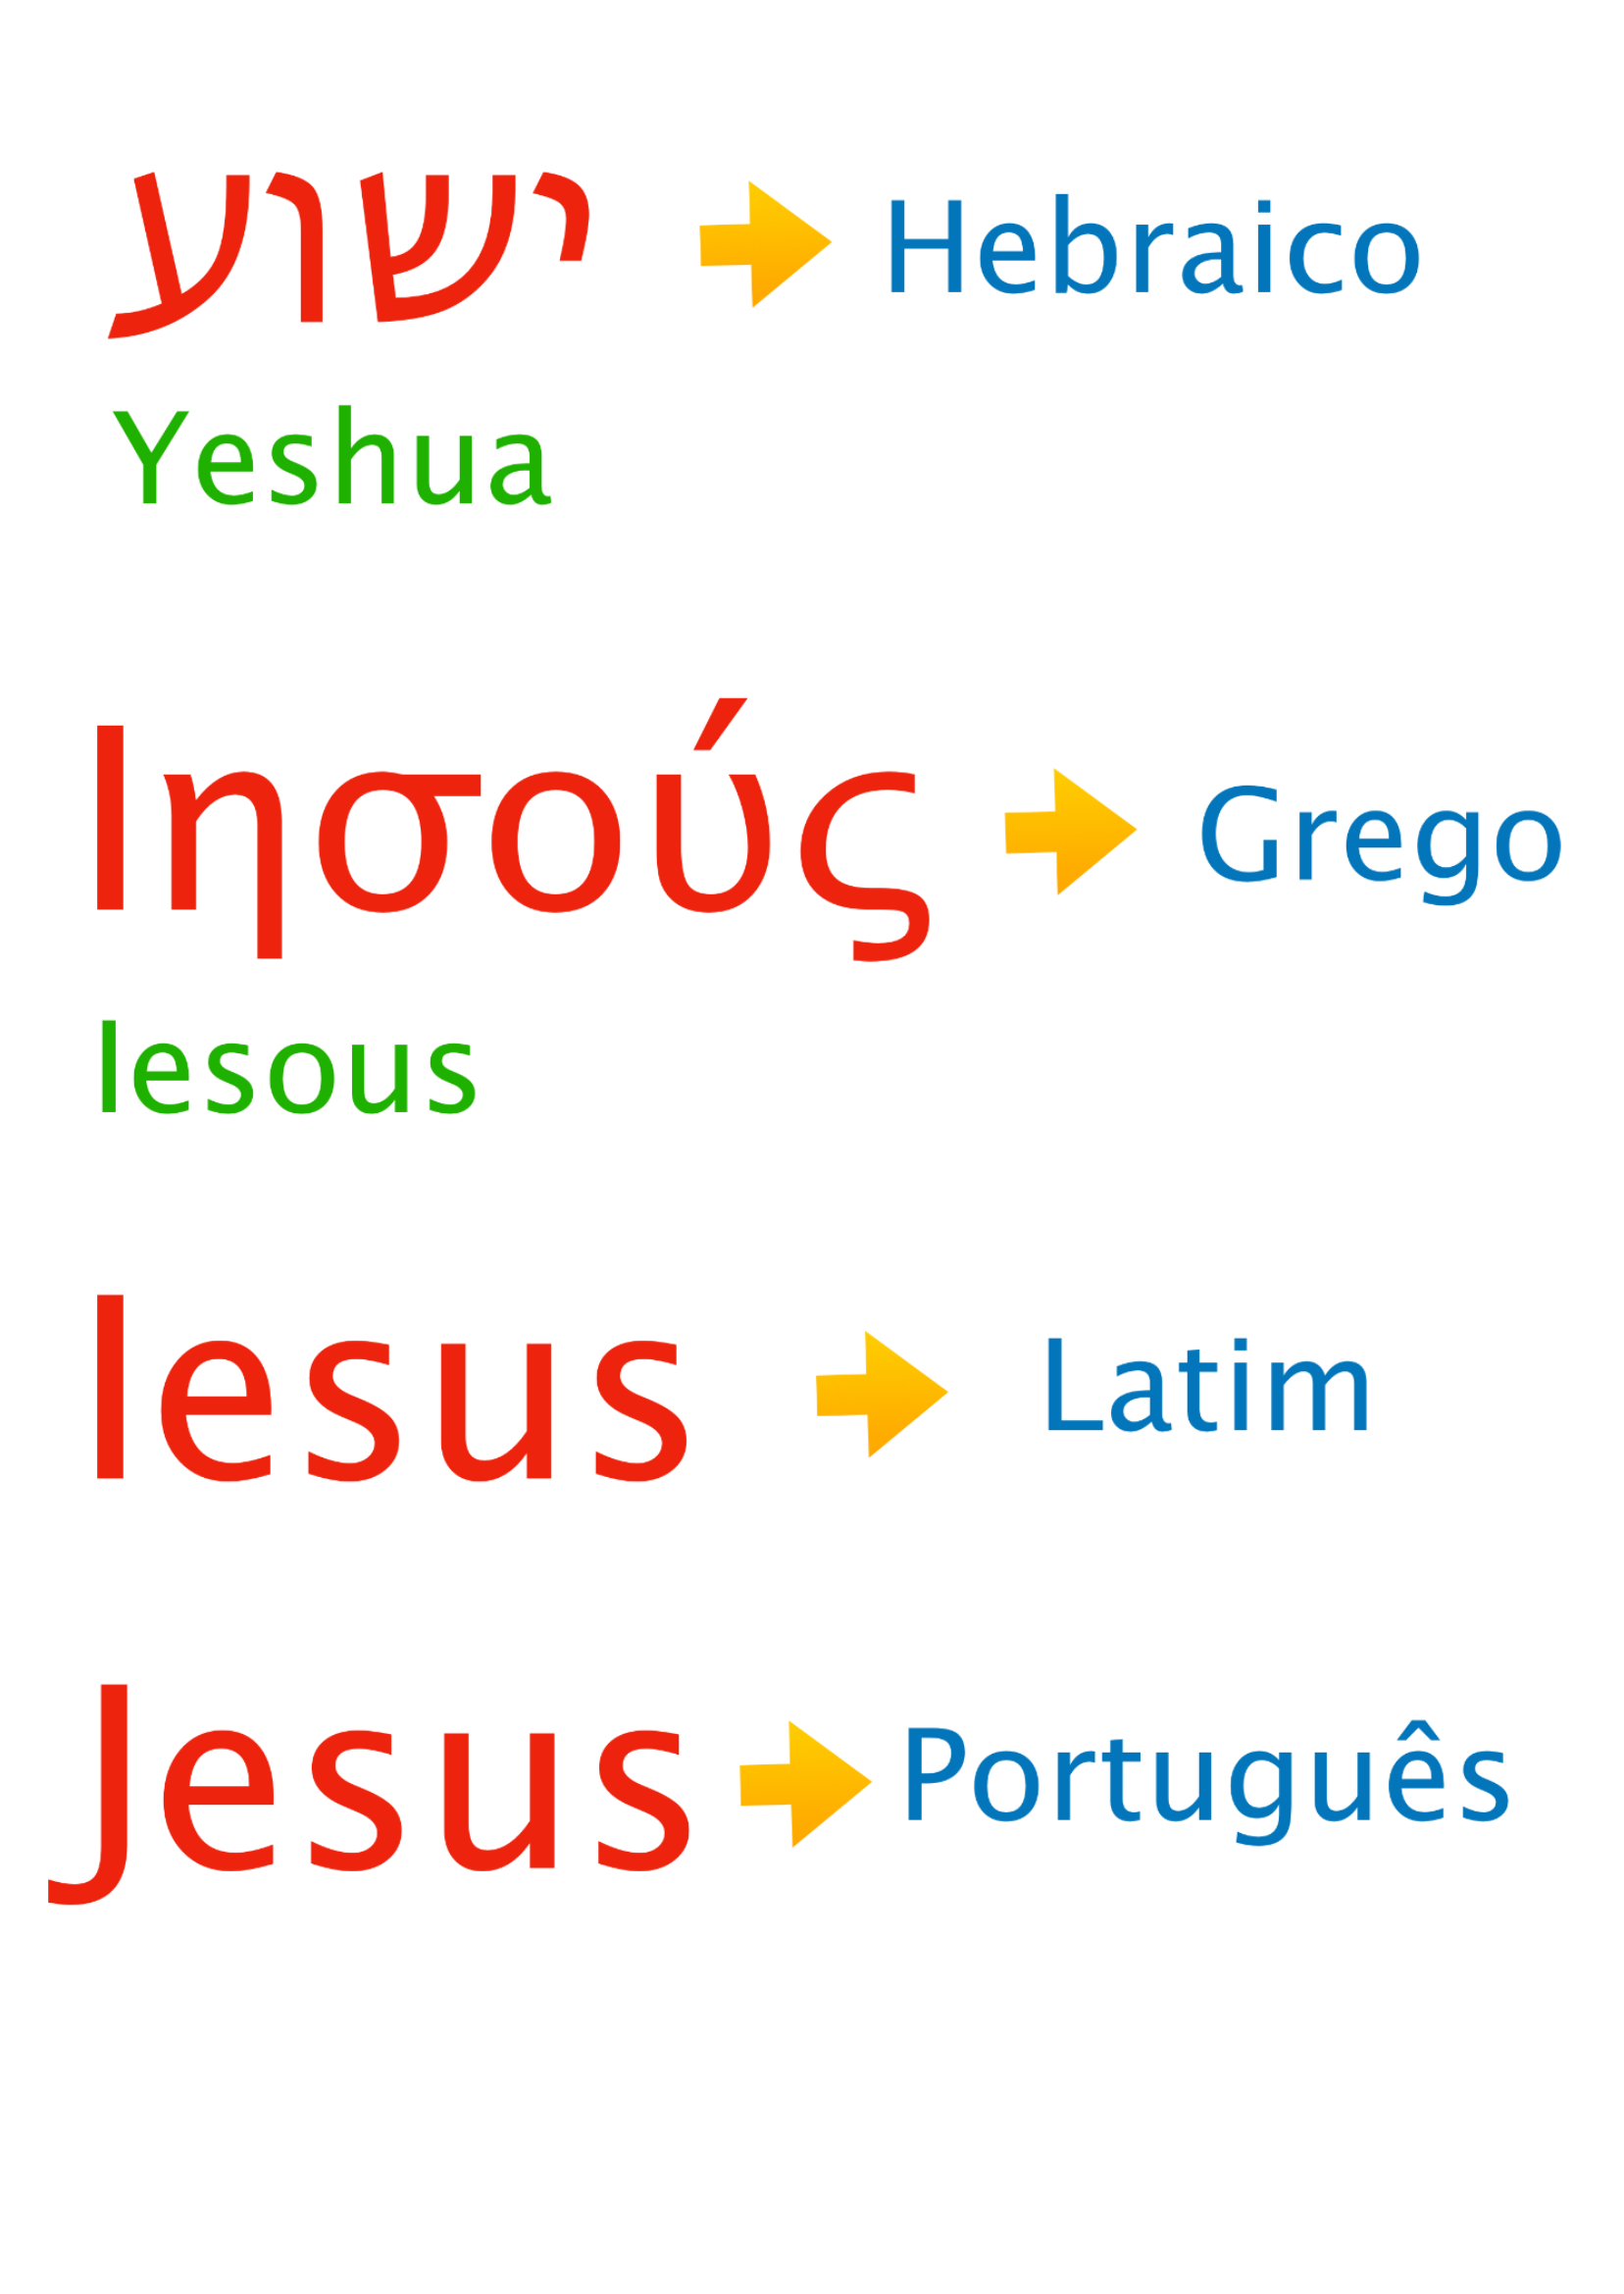 ישוע Hebraico
Yeshua
Ιησούς Grego
Iesous
Iesus Latim
Jesus Português